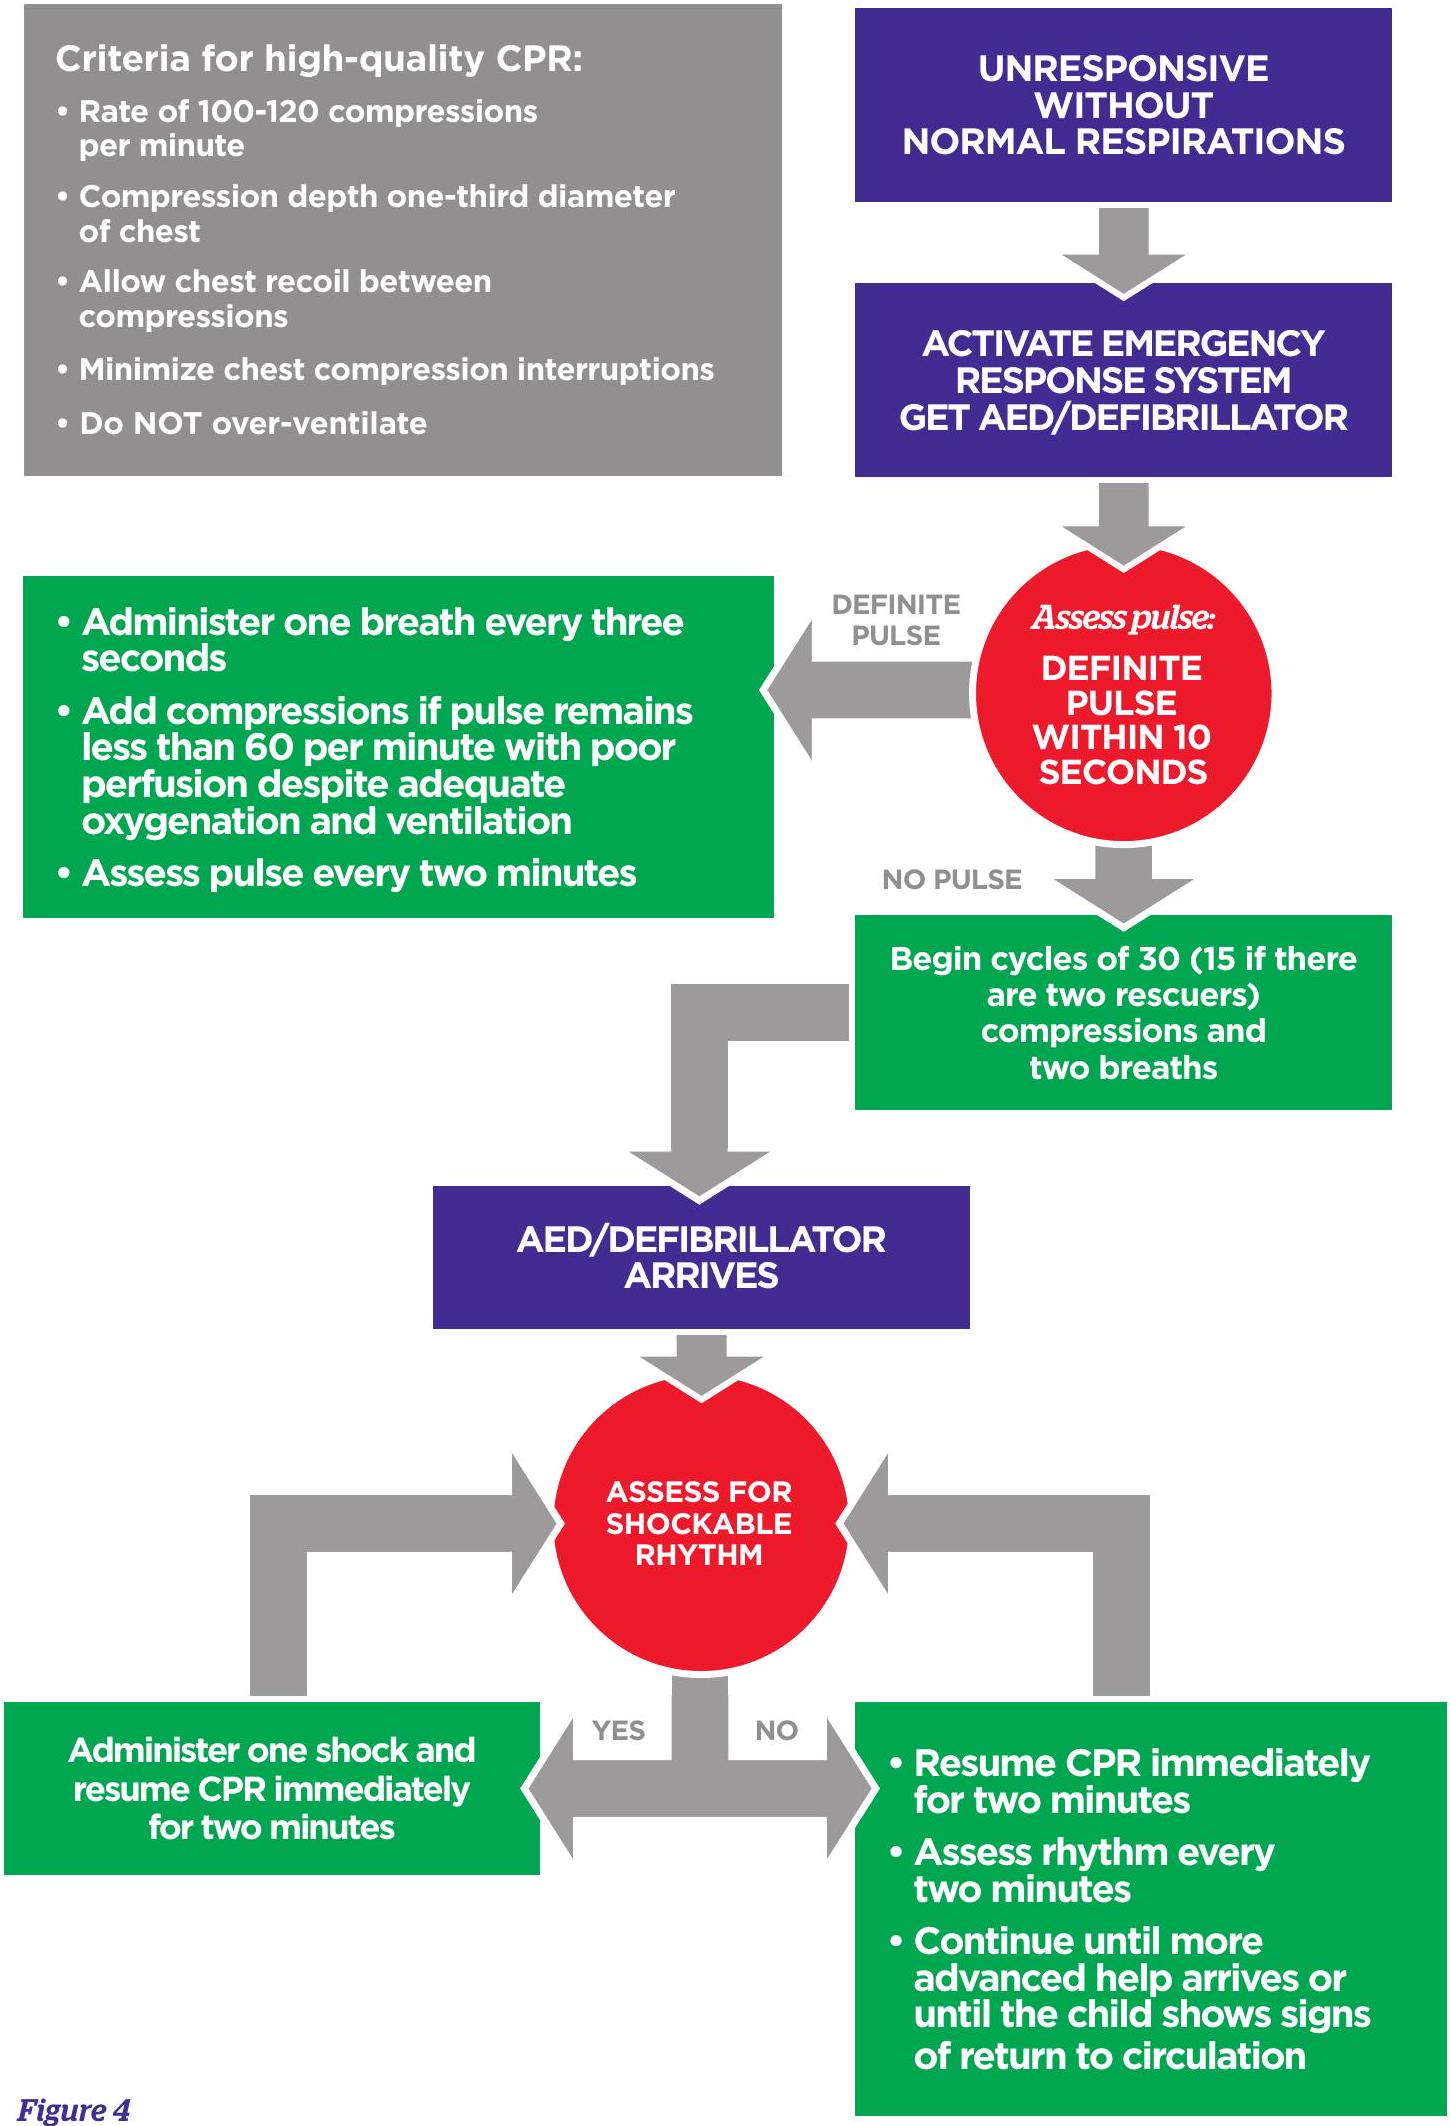 Criteria for high-quality CPR:
• Rate of 100-120 compressions
per minute
• Compression depth one-third diameter
of chest
• Allow chest recoil between
compressions
• Minimize chest compression interruptions
• Do NOT over-ventilate
UNRESPONSIVE
WITHOUT
NORMAL RESPIRATIONS
ACTIVATE EMERGENCY
RESPONSE SYSTEM
GET AED/DEFIBRILLATOR
Assess pulse:
DEFINITE
PULSE
WITHIN 10
SECONDS
DEFINITE
PULSE
• Administer one breath every three
seconds
• Add compressions if pulse remains
less than 60 per minute with poor
perfusion despite adequate
oxygenation and ventilation
• Assess pulse every two minutes
NO PULSE
Begin cycles of 30 (15 if there
are two rescuers)
compressions and
two breaths
AED/DEFIBRILLATOR
ARRIVES
ASSESS FOR
SHOCKABLE
RHYTHM
YES
NO
Administer one shock and
resume CPR immediately
for two minutes
• Resume CPR immediately
for two minutes
• Assess rhythm every
two minutes
• Continue until more
advanced help arrives or
until the child shows signs
of return to circulation
Figure 4